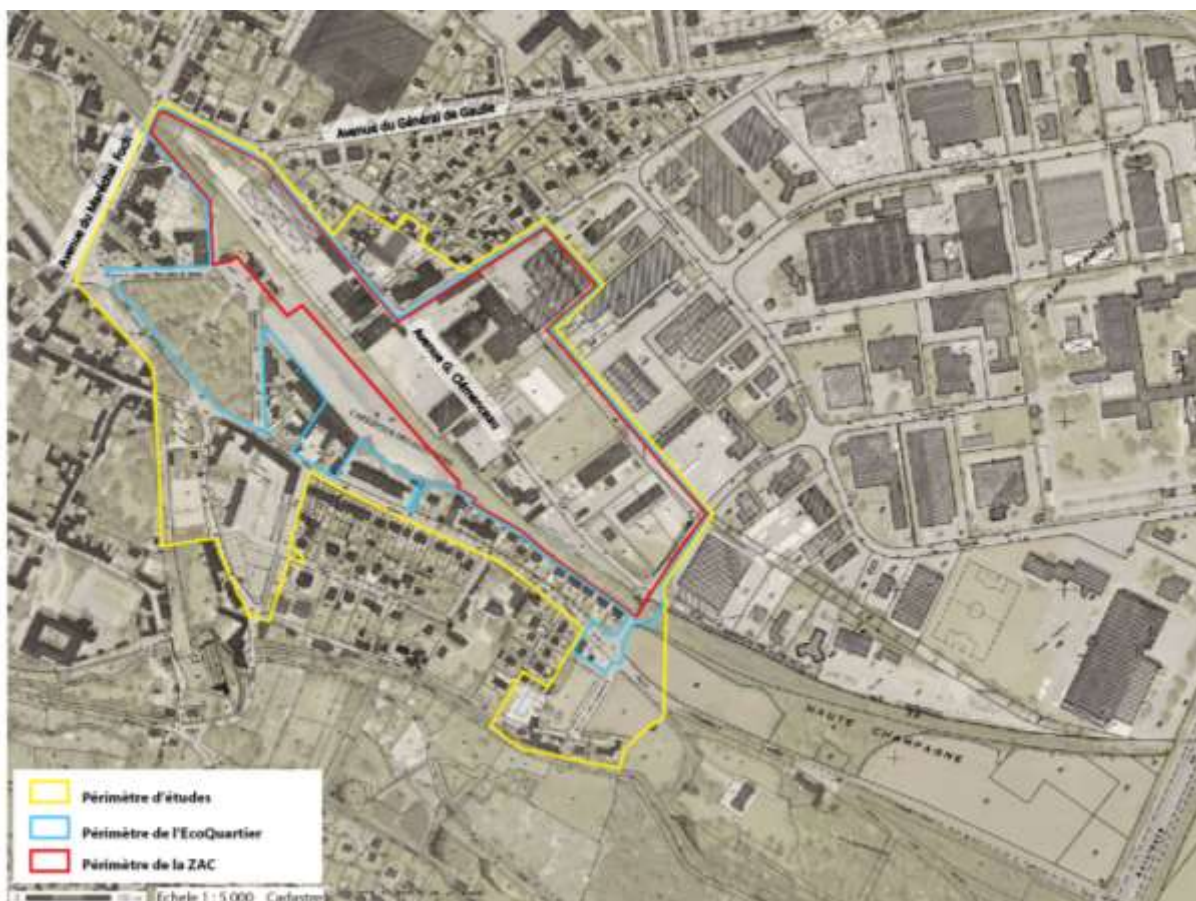 Avenue du Général de Gaulle
Avenue du Maréchal Foch
Avenue G. Clémenceau
HAUTE CHAMPAGNE
Périmètre d'études
Périmètre de l'EcoQuartier
Périmètre de la ZAC
Echele 1 : 5 000 Cadastre